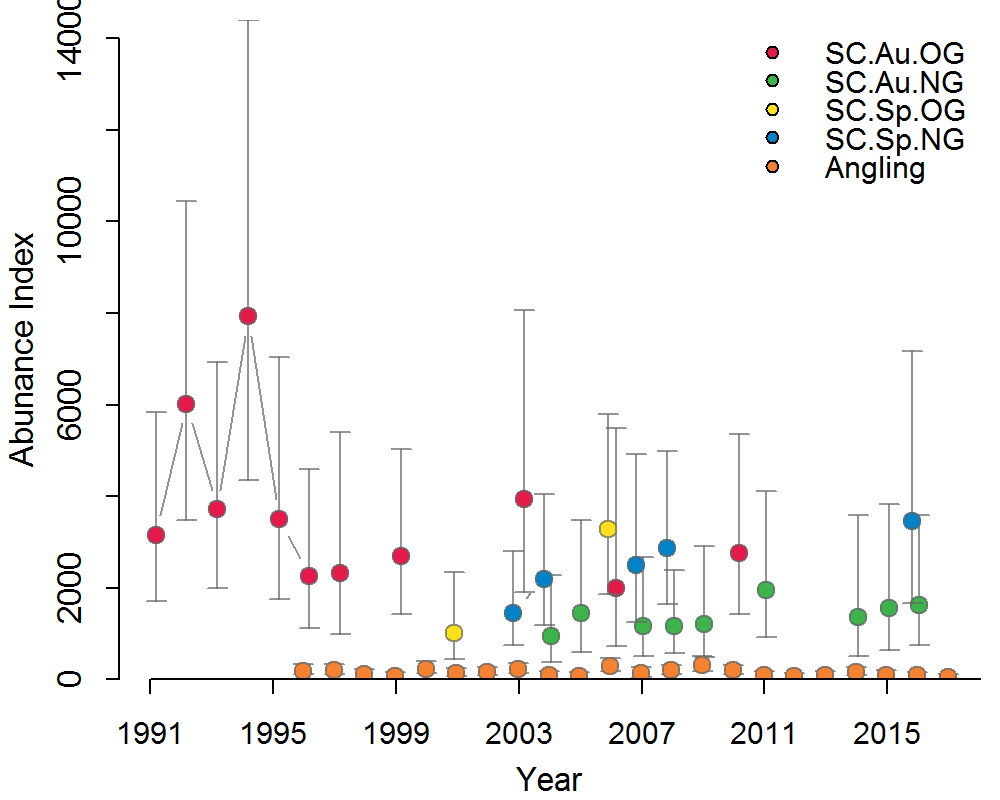 14000
10000
6000
2000
0
Abunance Index
SC.Au.OG
SC.Au.NG
SC.Sp.OG
SC.Sp.NG
Angling
1991 1995 1999 2003 2007 2011 2015
Year